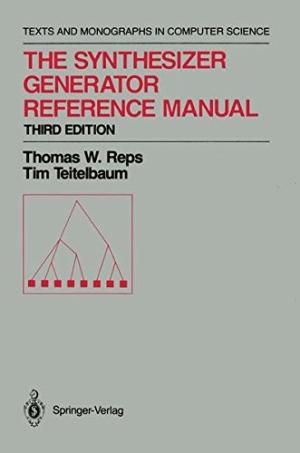 TEXTS AND MONOGRAPHS IN COMPUTER SCIENCE
THE SYNTHESIZER
GENERATOR
REFERENCE MANUAL
THIRD EDITION
Thomas W. Reps
Tim Teitelbaum
Springer-Verlag